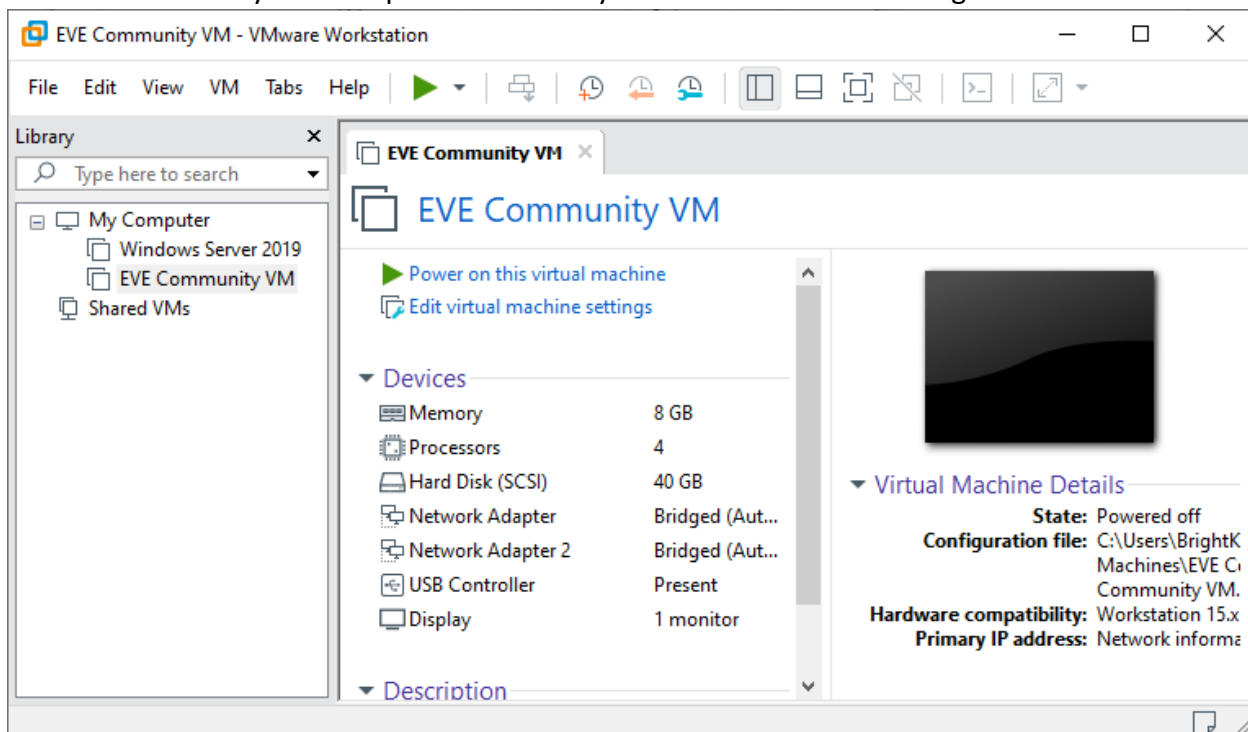 EVE Community VM - VMware Workstation
File Edit View VM Tabs Help
Library
Type here to search
My Computer
Windows Server 2019
EVE Community VM
Shared VMs
EVE Community VM
EVE Community VM
Power on this virtual machine
Edit virtual machine settings
Devices
Memory 8 GB
Processors 4
Hard Disk (SCSI) 40 GB
Network Adapter Bridged (Aut...
Network Adapter 2 Bridged (Aut...
USB Controller Present
Display 1 monitor
Description
Virtual Machine Details
State: Powered off
Configuration file: C:\Users\BrightK
Machines\EVE
Community VM.
Hardware compatibility: Workstation 15.x
Primary IP address: Network informa